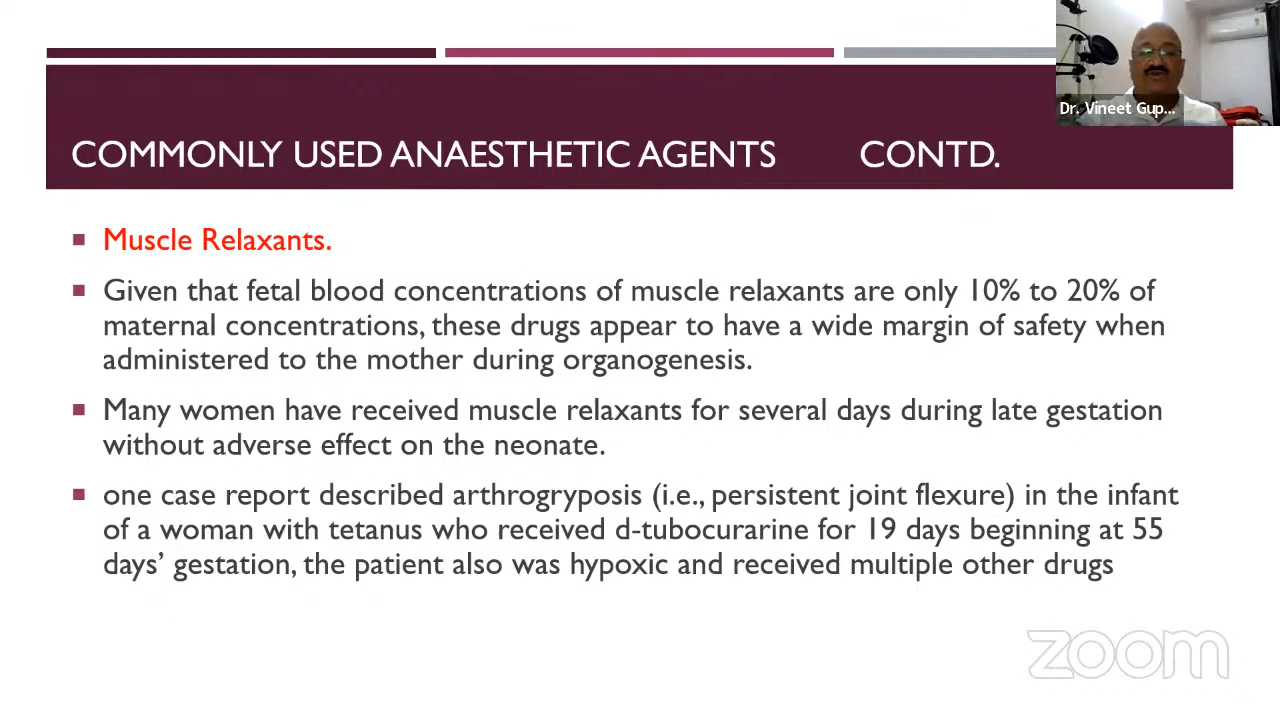 Dr. Vineet Gup...
COMMONLY USED ANAESTHETIC AGENTS CONTD.
Muscle Relaxants.
Given that fetal blood concentrations of muscle relaxants are only 10% to 20% of
maternal concentrations, these drugs appear to have a wide margin of safety when
administered to the mother during organogenesis.
Many women have received muscle relaxants for several days during late gestation
without adverse effect on the neonate.
one case report described arthrogryposis (i.e., persistent joint flexure) in the infant
of a woman with tetanus who received d-tubocurarine for 19 days beginning at 55
days’ gestation, the patient also was hypoxic and received multiple other drugs
zoom